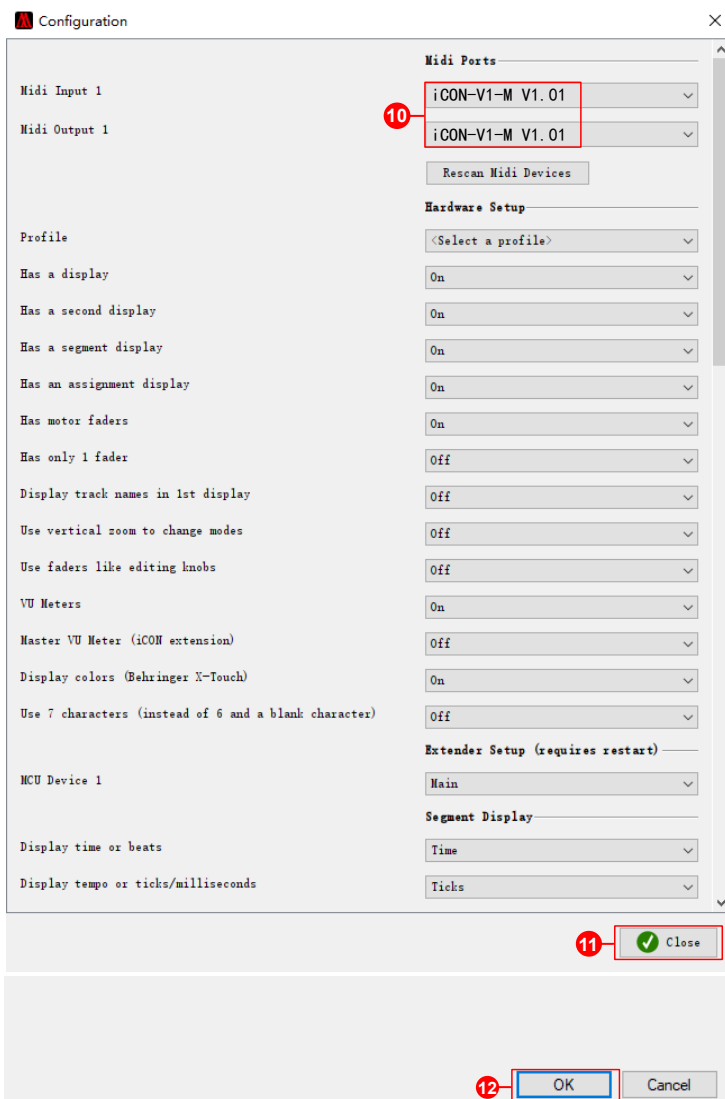 Configuration
Midi Ports
Midi Input 1 iCON-V1-M V1.01
10
Midi Output 1 iCON-V1-M V1.01
Rescan Midi Devices
Hardware Setup
Profile <Select a profile>
Has a display On
Has a second display On
Has a segment display On
Has an assignment display On
Has motor faders On
Has only 1 fader Off
Display track names in 1st display Off
Use vertical zoom to change modes Off
Use faders like editing knobs Off
VU Meters On
Master VU Meter (iCON extension) Off
Display colors (Behringer X-Touch) On
Use 7 characters (instead of 6 and a blank character) Off
Extender Setup (requires restart)
MCU Device 1 Main
Segment Display
Display time or beats Time
Display tempo or ticks/milliseconds Ticks
11 Close
12 OK Cancel